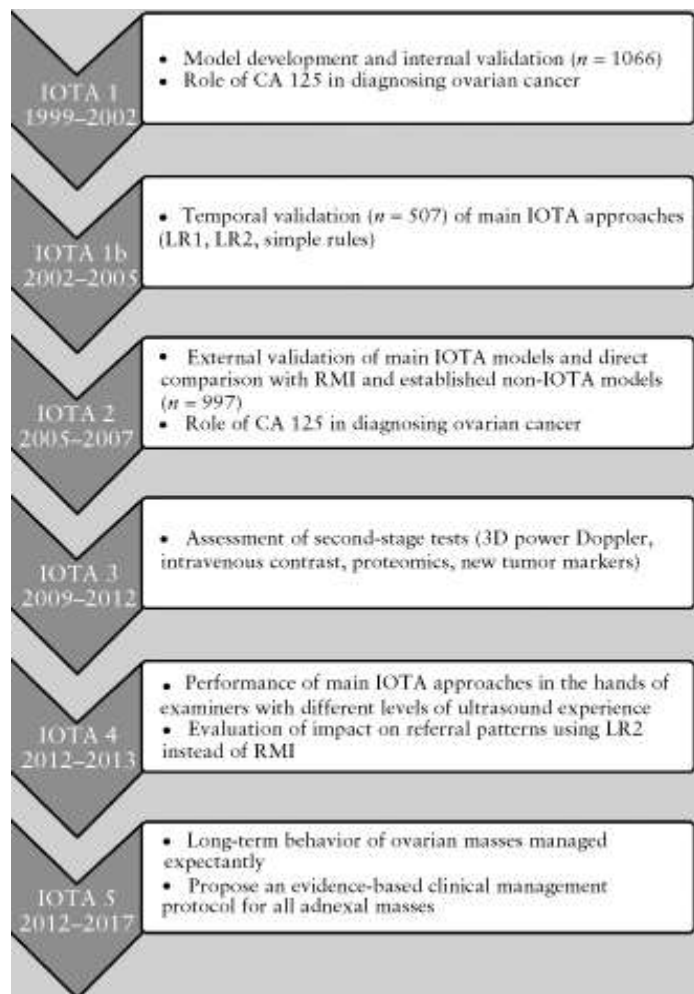 IOTA 1
1999–2002
• Model development and internal validation (n = 1066)
• Role of CA 125 in diagnosing ovarian cancer
IOTA 1b
2002–2005
• Temporal validation (n = 507) of main IOTA approaches
(LR1, LR2, simple rules)
IOTA 2
2005–2007
• External validation of main IOTA models and direct
comparison with RMI and established non-IOTA models
(n = 997)
• Role of CA 125 in diagnosing ovarian cancer
IOTA 3
2009–2012
• Assessment of second-stage tests (3D power Doppler,
intravenous contrast, proteomics, new tumor markers)
IOTA 4
2012–2013
• Performance of main IOTA approaches in the hands of
examiners with different levels of ultrasound experience
• Evaluation of impact on referral patterns using LR2
instead of RMI
IOTA 5
2012–2017
• Long-term behavior of ovarian masses managed
expectantly
• Propose an evidence-based clinical management
protocol for all adnexal masses